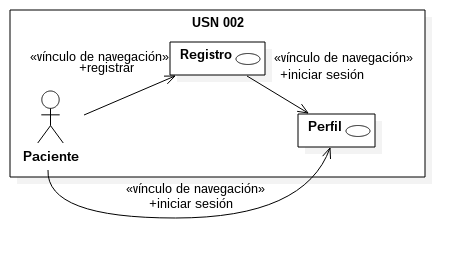 USN 002
«vínculo de navegación»
+registrar
Registro
«vínculo de navegación»
+iniciar sesión
Perfil
Paciente
«vínculo de navegación»
+iniciar sesión